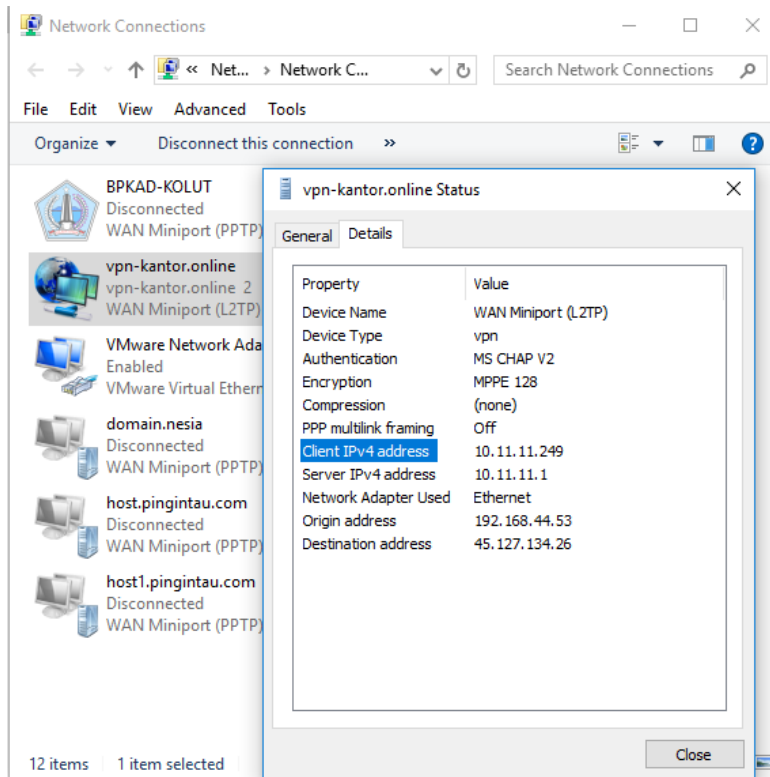 Network Connections
« Net... > Network C...
Search Network Connections
File Edit View Advanced Tools
Organize Disconnect this connection »
BPKAD-KOLUT
Disconnected
WAN Miniport (PPTP)
vpn-kantor.online
vpn-kantor.online 2
WAN Miniport (L2TP)
VMware Network Ada
Enabled
VMware Virtual Ethern
domain.nesia
Disconnected
WAN Miniport (PPTP)
host.pingintau.com
Disconnected
WAN Miniport (PPTP)
host1.pingintau.com
Disconnected
WAN Miniport (PPTP)
12 items 1 item selected
vpn-kantor.online Status
General Details
Property Value
Device Name WAN Miniport (L2TP)
Device Type vpn
Authentication MS CHAP V2
Encryption MPPE 128
Compression (none)
PPP multilink framing Off
Client IPv4 address 10.11.11.249
Server IPv4 address 10.11.11.1
Network Adapter Used Ethernet
Origin address 192.168.44.53
Destination address 45.127.134.26
Close